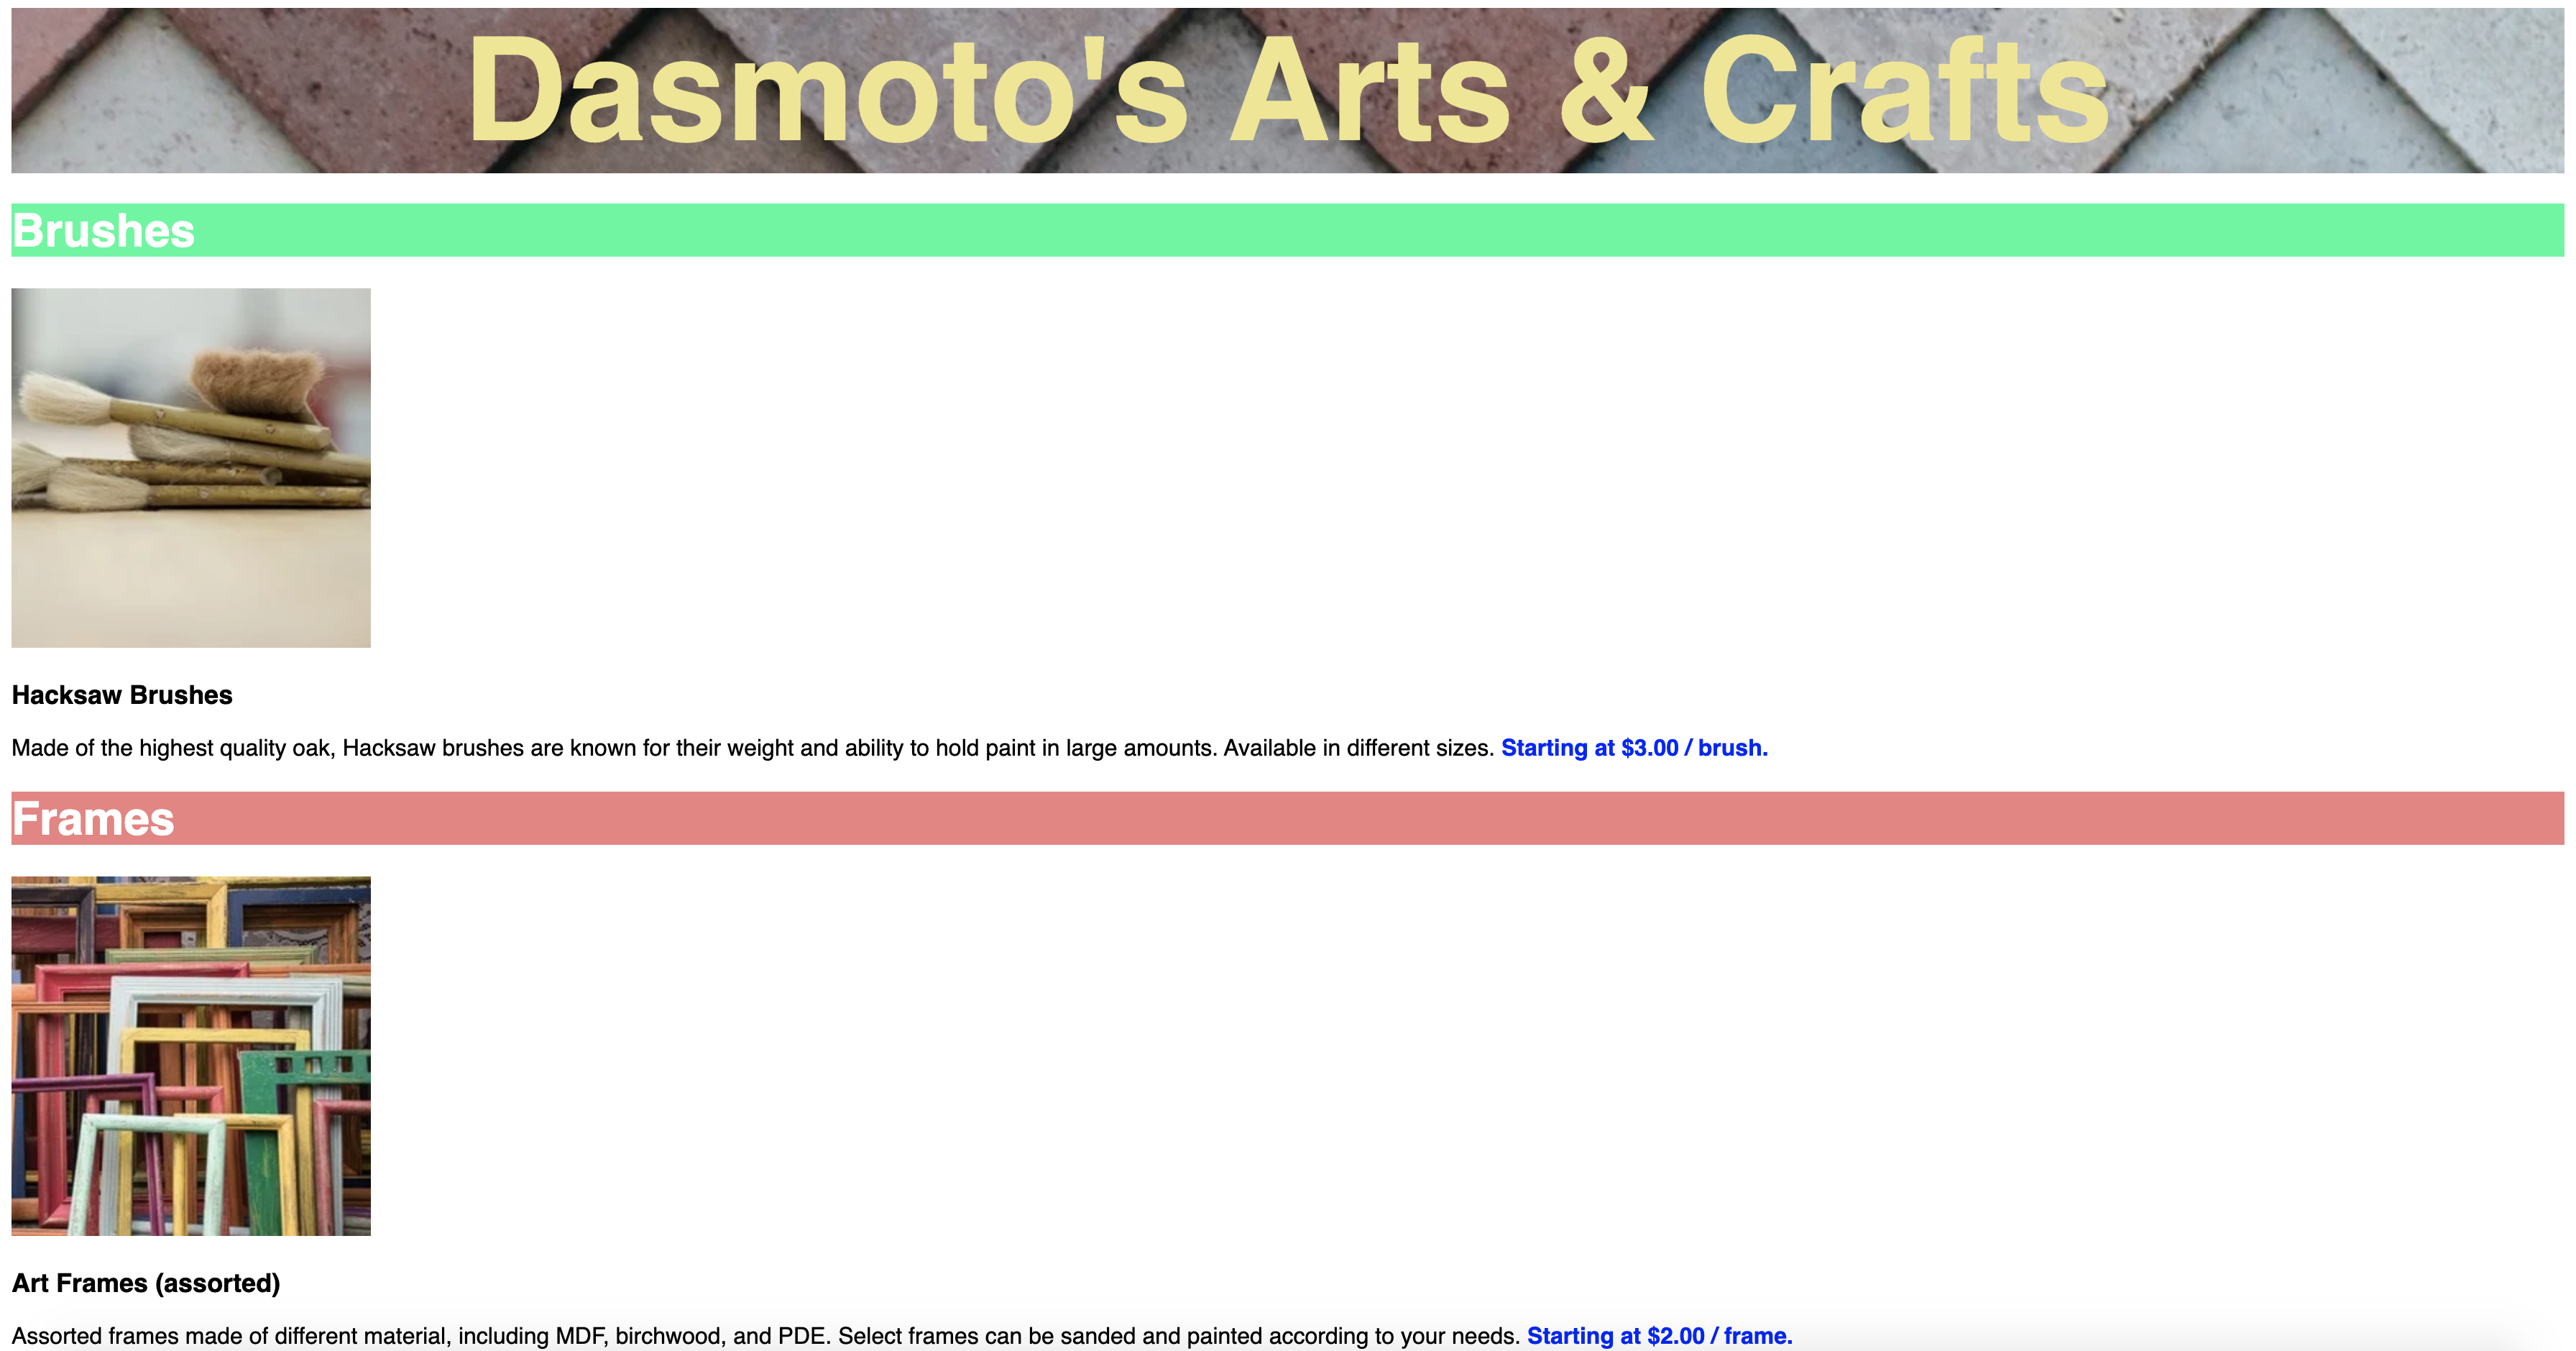 Dasmoto's Arts & Crafts
Brushes
Hacksaw Brushes
Made of the highest quality oak, Hacksaw brushes are known for their weight and ability to hold paint in large amounts. Available in different sizes. Starting at $3.00 / brush.
Frames
Art Frames (assorted)
Assorted frames made of different material, including MDF, birchwood, and PDE. Select frames can be sanded and painted according to your needs. Starting at $2.00 / frame.